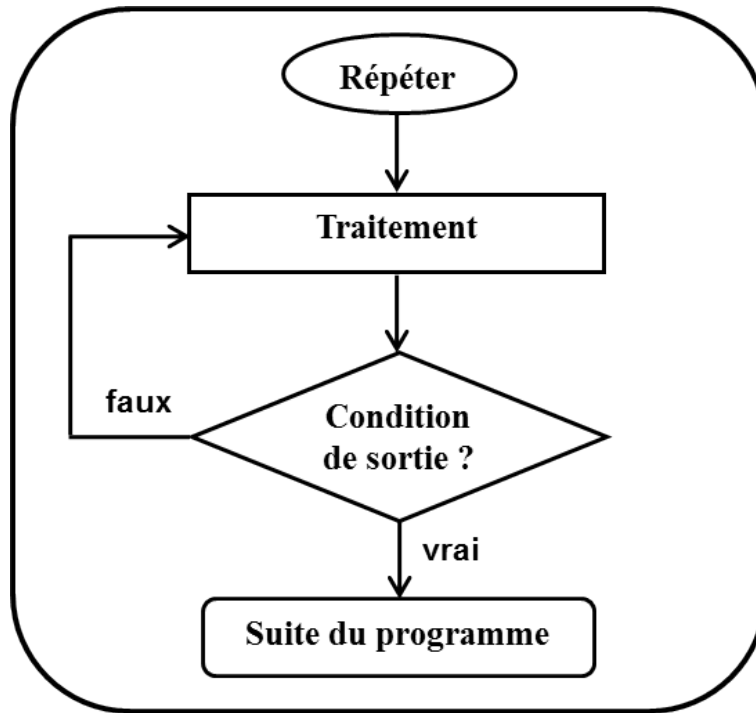 Répéter
Traitement
faux
Condition
de sortie ?
vrai
Suite du programme